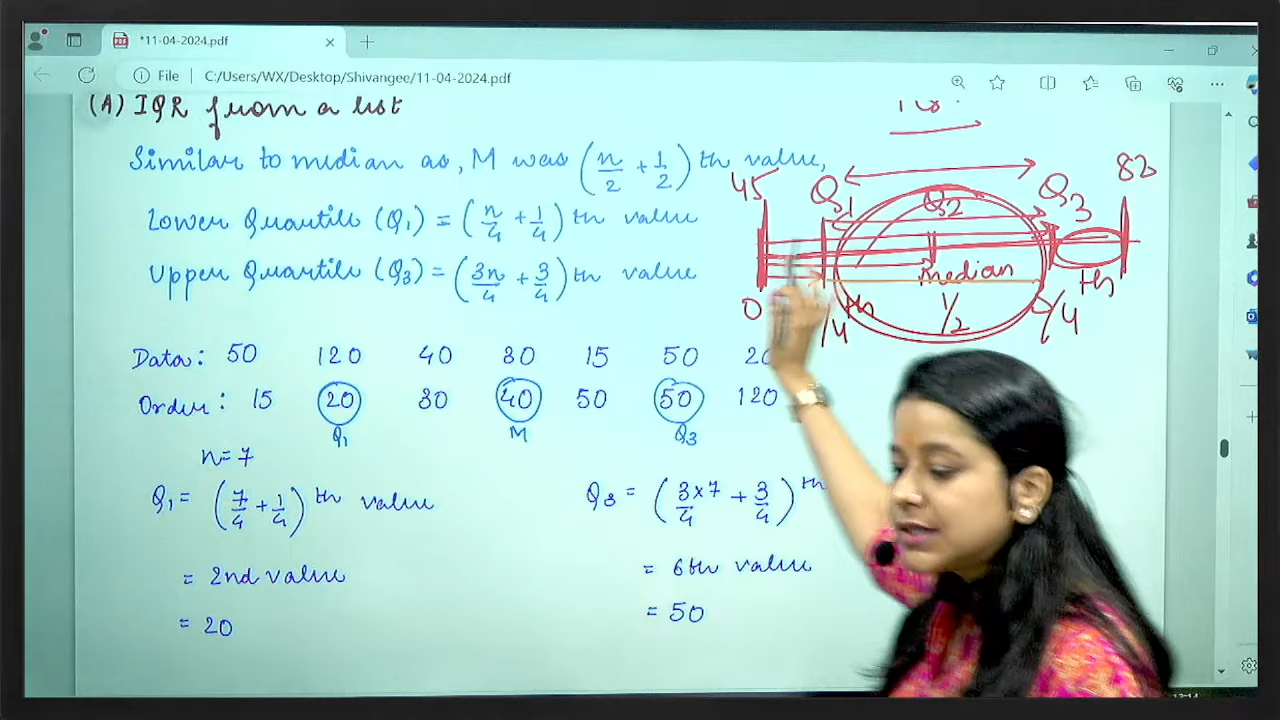 *11-04-2024.pdf
File C:/Users/WX/Desktop/Shivangee/11-04-2024.pdf
(A) IQR from a list
Similar to median as, M was (n/2 + 1/2) th value,
Lower Quartile (Q1) = (n/4 + 1/4) th value
Upper Quartile (Q3) = (3n/4 + 3/4) th value
45 Q1 Q2 Q3 82
median
0 /4 th 1/2 /4 th
Data: 50 120 40 30 15 50 20
Order: 15 20 30 40 50 50 120
Q1 M Q3
n=7
Q1 = (7/4 + 1/4) th value
Q3 = (3×7/4 + 3/4) th
= 2nd value
= 6th value
= 20
= 50